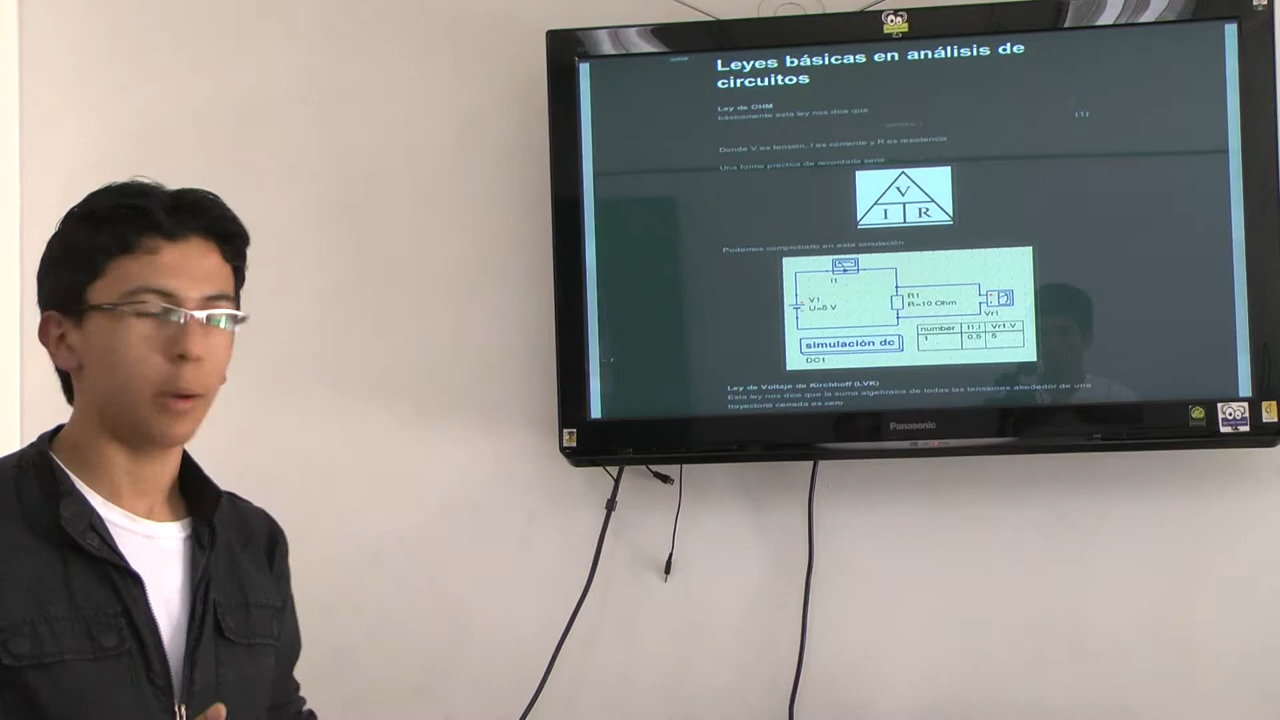 Leyes básicas en análisis de
circuitos
Ley de OHM
básicamente esta ley nos dice que
(1)
Donde V es tensión, I es corriente y R es resistencia
Una forma practica de recordarla seria
V
I R
Podemos comprobarlo en este simulación
I1
V1
U=5 V
R1
R=10 Ohm
Vr1
number I1.I Vr1.V
1 0.5 5
simulación dc
DC1
Ley de Voltaje de Kirchhoff (LVK)
Esta ley nos dice que la suma algebraica de todas las tensiones alrededor de una
trayectoria cerrada es cero
Panasonic